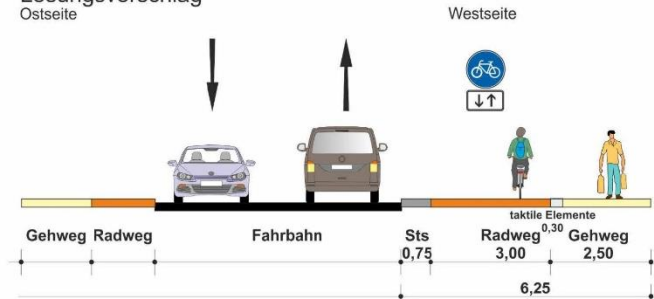 Lösungsvorschlag
Ostseite
Westseite
taktile Elemente
0,30
Gehweg Radweg Fahrbahn Sts Radweg Gehweg
0,75 3,00 2,50
6,25